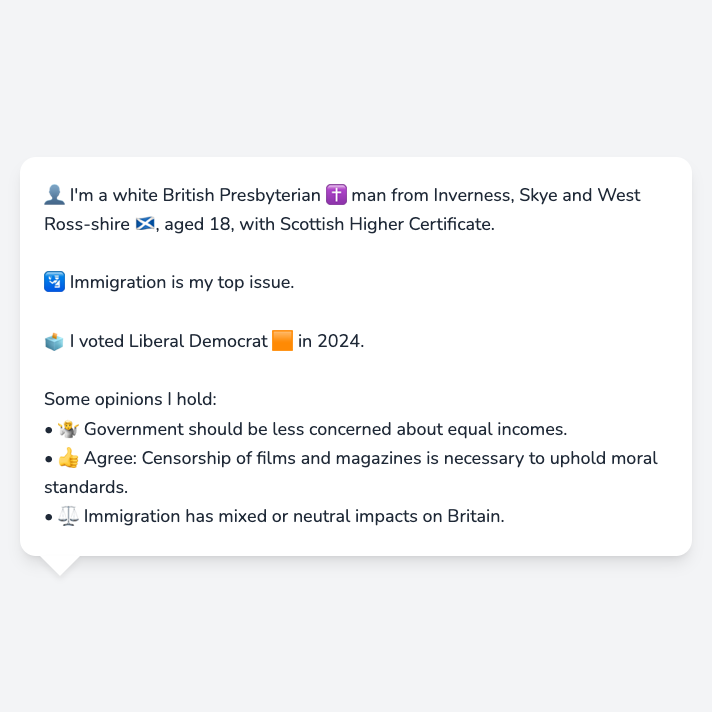 👤 I'm a white British Presbyterian ✝️ man from Inverness, Skye and West
Ross-shire 🏴󠁧󠁢󠁳󠁣󠁴󠁿, aged 18, with Scottish Higher Certificate.
🛂 Immigration is my top issue.
🗳️ I voted Liberal Democrat 🟧 in 2024.
Some opinions I hold:
• 🤷 Government should be less concerned about equal incomes.
• 👍 Agree: Censorship of films and magazines is necessary to uphold moral
standards.
• ⚖️ Immigration has mixed or neutral impacts on Britain.